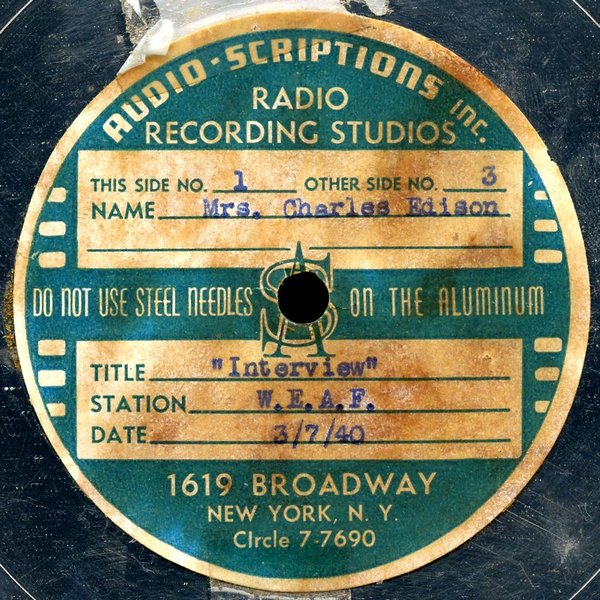 AUDIO-SCRIPTIONS INC.
RADIO
RECORDING STUDIOS
THIS SIDE NO. 1 OTHER SIDE NO. 3
NAME Mrs. Charles Edison
DO NOT USE STEEL NEEDLES AS ON THE ALUMINUM
TITLE "Interview"
STATION W.E.A.F.
DATE 3/7/40
1619 BROADWAY
NEW YORK, N. Y.
CIrcle 7-7690